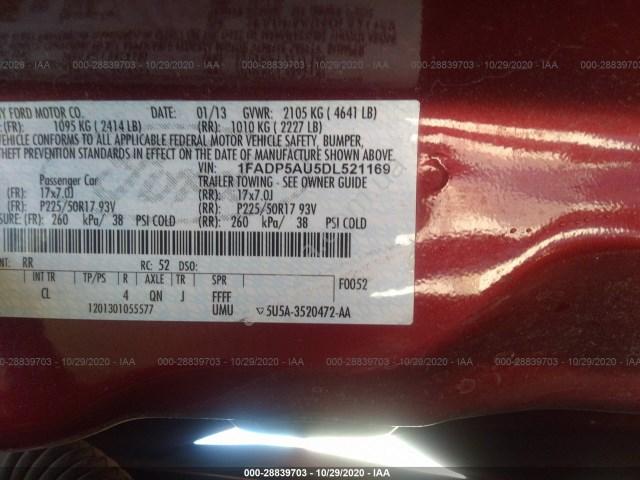 000-28839703 - 10/29/2020 - IAA
Y FORD MOTOR CO. DATE: 01/13 GVWR: 2105 KG ( 4641 LB)
(FR): 1095 KG ( 2414 LB) (RR): 1010 KG ( 2227 LB)
VEHICLE CONFORMS TO ALL APPLICABLE FEDERAL MOTOR VEHICLE SAFETY, BUMPER,
THEFT PREVENTION STANDARDS IN EFFECT ON THE DATE OF MANUFACTURE SHOWN ABOVE.
VIN: 1FADP5AU5DL521169
Passenger Car TRAILER TOWING - SEE OWNER GUIDE
(FR): 17x7.0J (RR): 17x7.0J
P225/50R17 93V P225/50R17 93V
SURE: (FR): 260 kPa/ 38 PSI COLD (RR): 260 kPa/ 38 PSI COLD
NT: RR RC: 52 DSO:
INT TR TP/PS R AXLE TR SPR F0052
CL 4 QN J FFFF
1201301055577 UMU 5U5A-3520472-AA
000-28839703 - 10/29/2020 - IAA